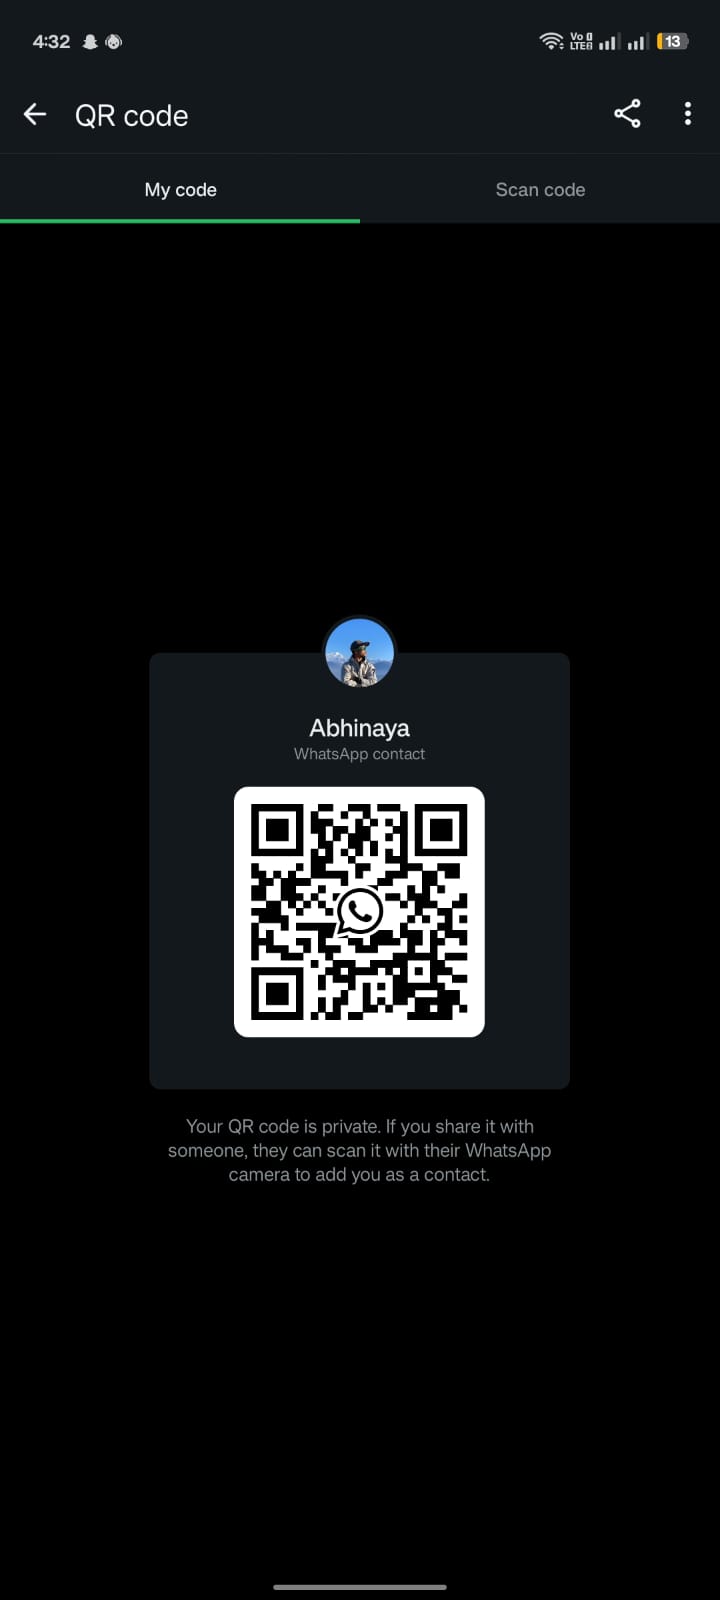 4:32
Vo
LTE2
13
QR code
My code
Scan code
Abhinaya
WhatsApp contact
Your QR code is private. If you share it with
someone, they can scan it with their WhatsApp
camera to add you as a contact.